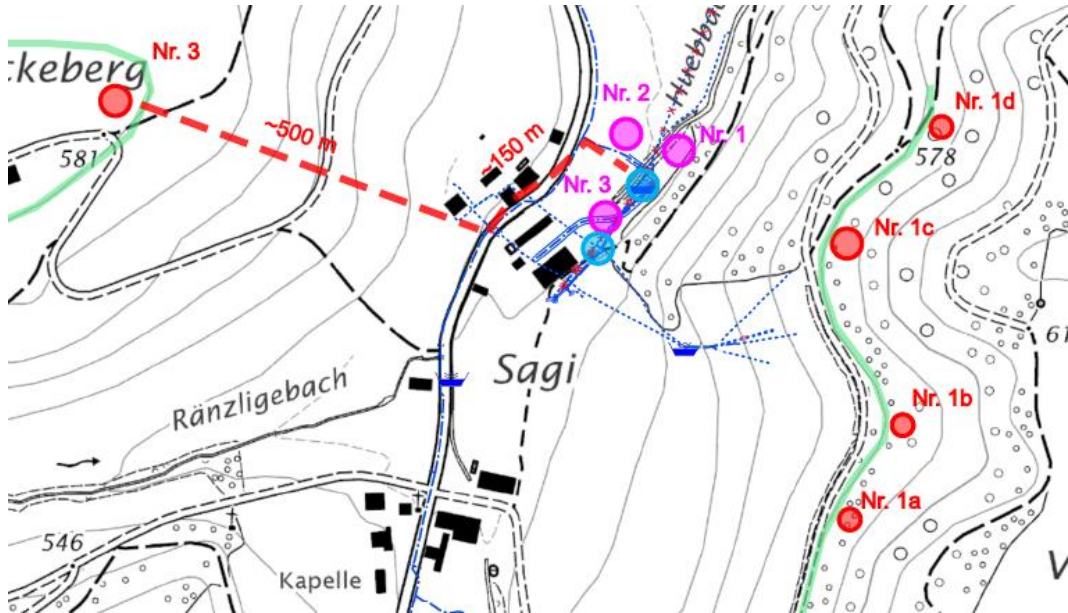 Nr. 3
ckeberg
581
~500 m
~150 m
Nr. 2
Huebba
Nr. 1
Nr. 3
Nr. 1d
578
Nr. 1c
61
Sagi
Ränzligebach
Nr. 1b
Nr. 1a
546
Kapelle
V